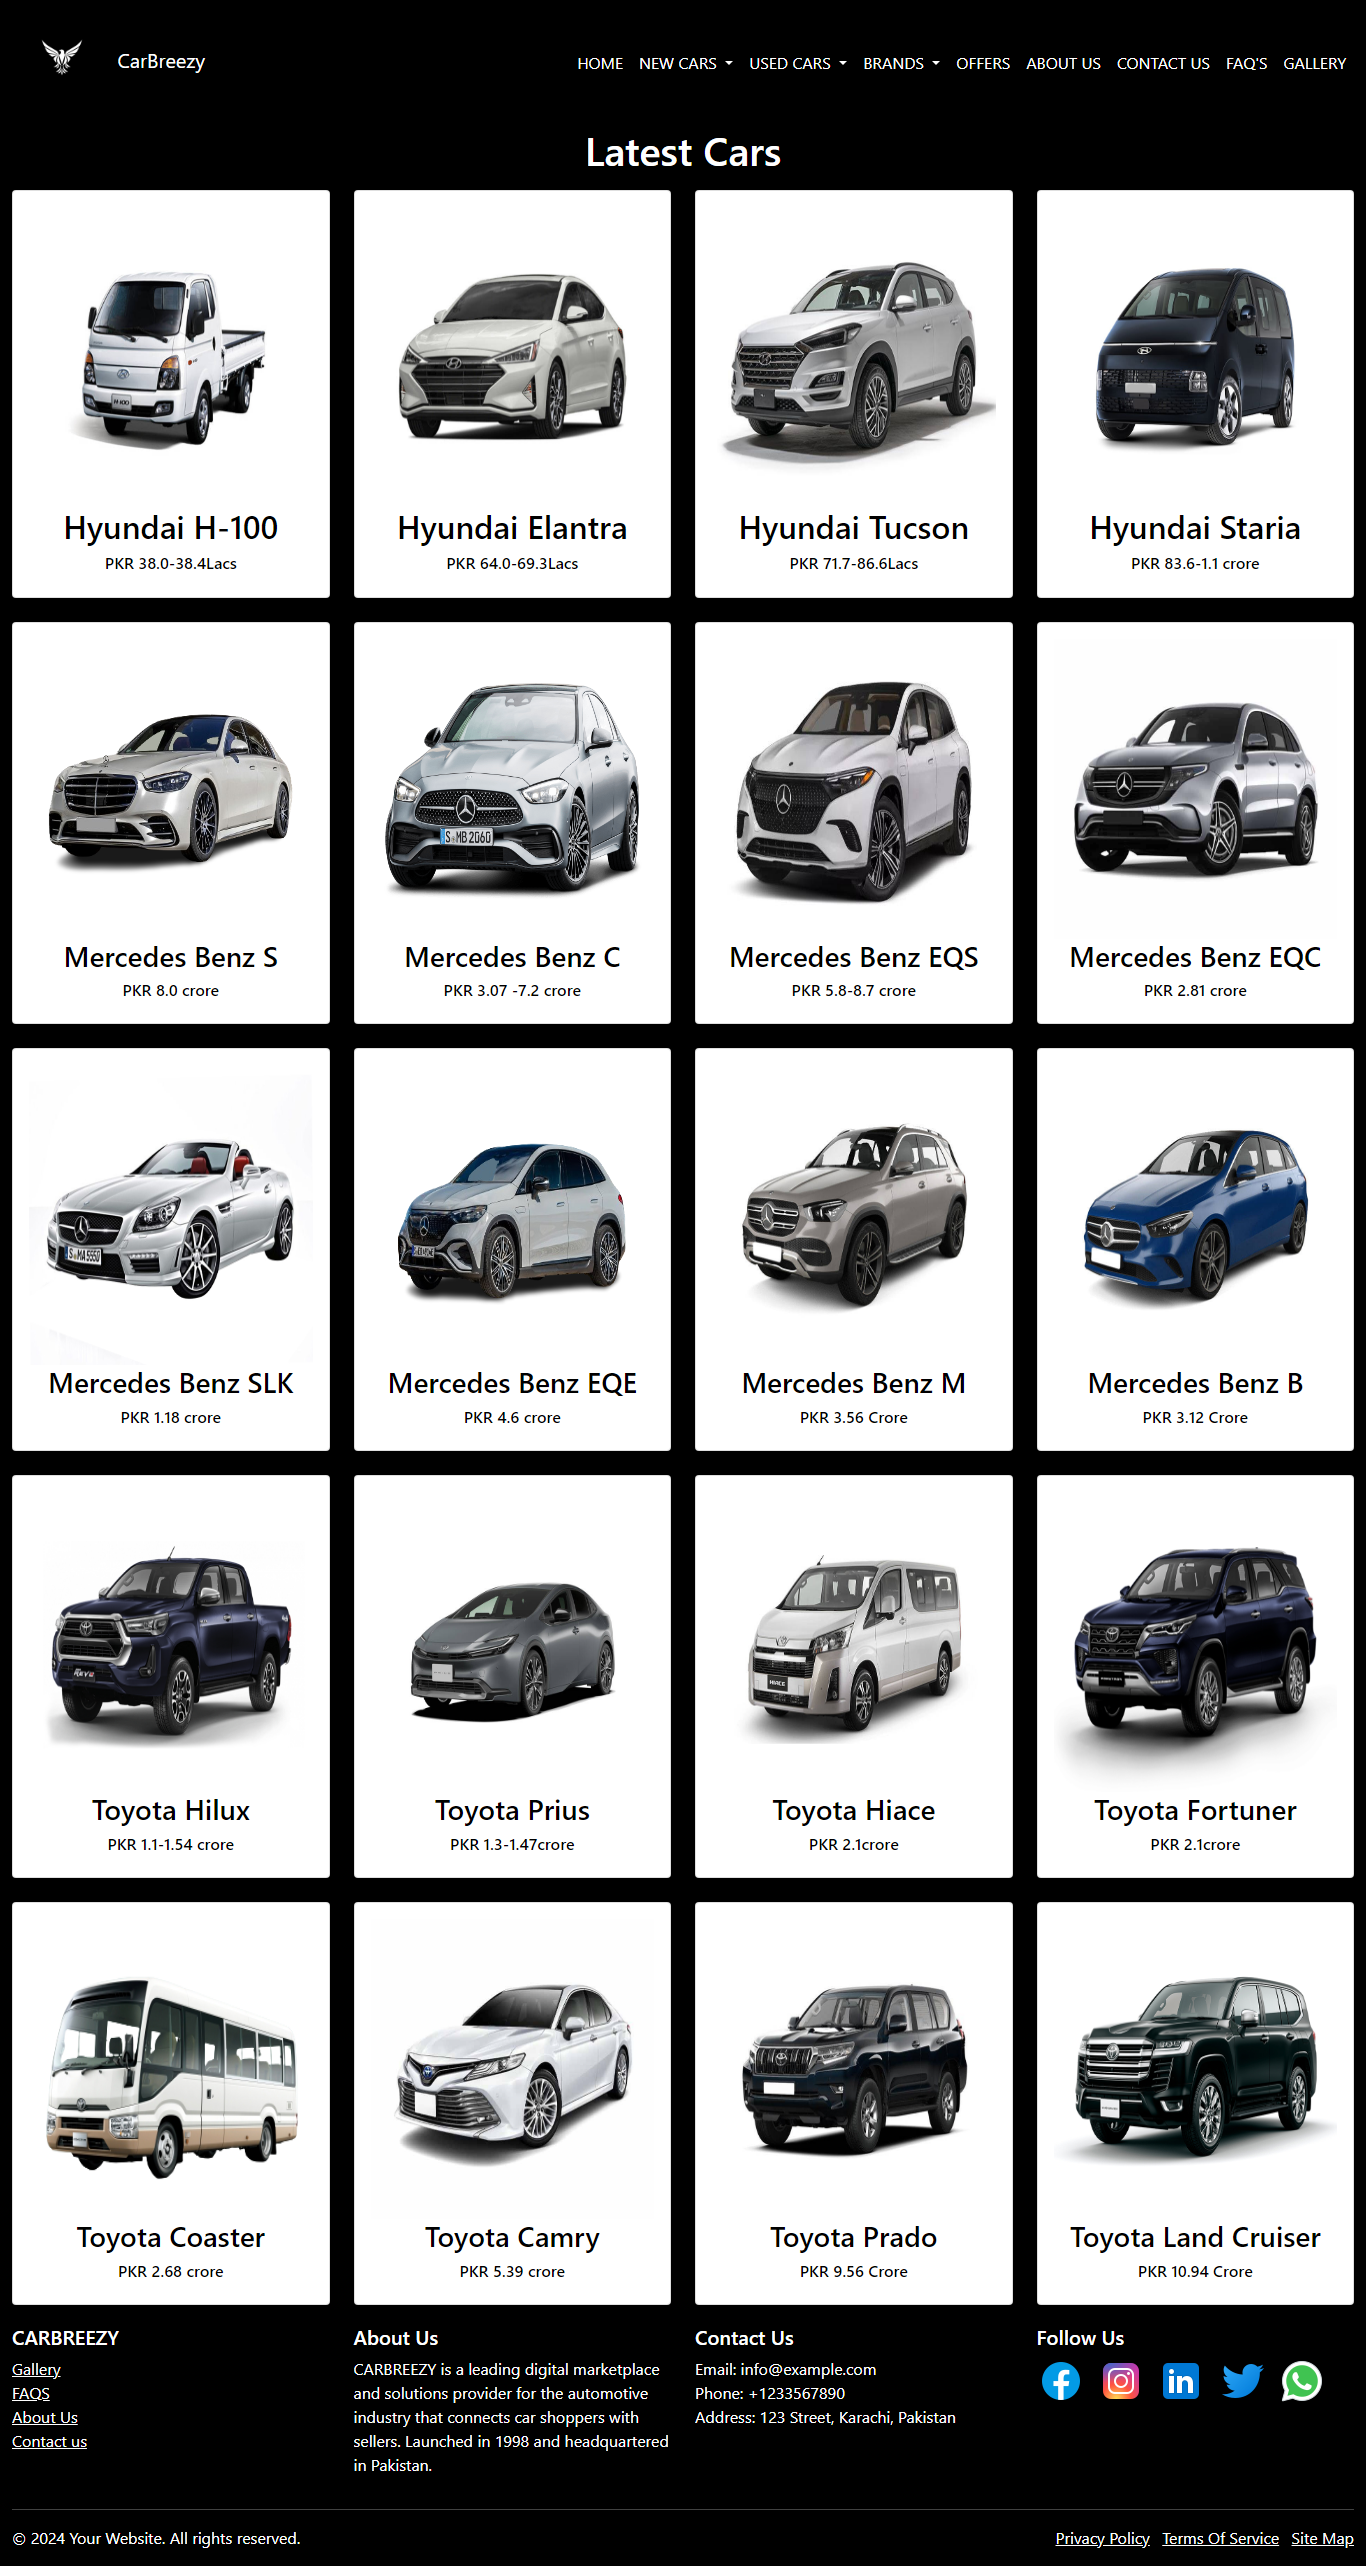 CarBreezy
HOME NEW CARS USED CARS BRANDS OFFERS ABOUT US CONTACT US FAQ'S GALLERY
Latest Cars
H-100
Hyundai H-100
PKR 38.0-38.4Lacs
Hyundai Elantra
PKR 64.0-69.3Lacs
Hyundai Tucson
PKR 71.7-86.6Lacs
Hyundai Staria
PKR 83.6-1.1 crore
Mercedes Benz S
PKR 8.0 crore
S MB 2060
Mercedes Benz C
PKR 3.07 -7.2 crore
Mercedes Benz EQS
PKR 5.8-8.7 crore
Mercedes Benz EQC
PKR 2.81 crore
S MA 5550
Mercedes Benz SLK
PKR 1.18 crore
Mercedes Benz EQE
PKR 4.6 crore
Mercedes Benz M
PKR 3.56 Crore
Mercedes Benz B
PKR 3.12 Crore
REVO
Toyota Hilux
PKR 1.1-1.54 crore
Toyota Prius
PKR 1.3-1.47crore
HIACE
Toyota Hiace
PKR 2.1crore
Toyota Fortuner
PKR 2.1crore
Toyota Coaster
PKR 2.68 crore
Toyota Camry
PKR 5.39 crore
Toyota Prado
PKR 9.56 Crore
Toyota Land Cruiser
PKR 10.94 Crore
CARBREEZY
Gallery
FAQS
About Us
Contact us
About Us
CARBREEZY is a leading digital marketplace
and solutions provider for the automotive
industry that connects car shoppers with
sellers. Launched in 1998 and headquartered
in Pakistan.
Contact Us
Email: info@example.com
Phone: +1233567890
Address: 123 Street, Karachi, Pakistan
Follow Us
in
© 2024 Your Website. All rights reserved.
Privacy Policy Terms Of Service Site Map